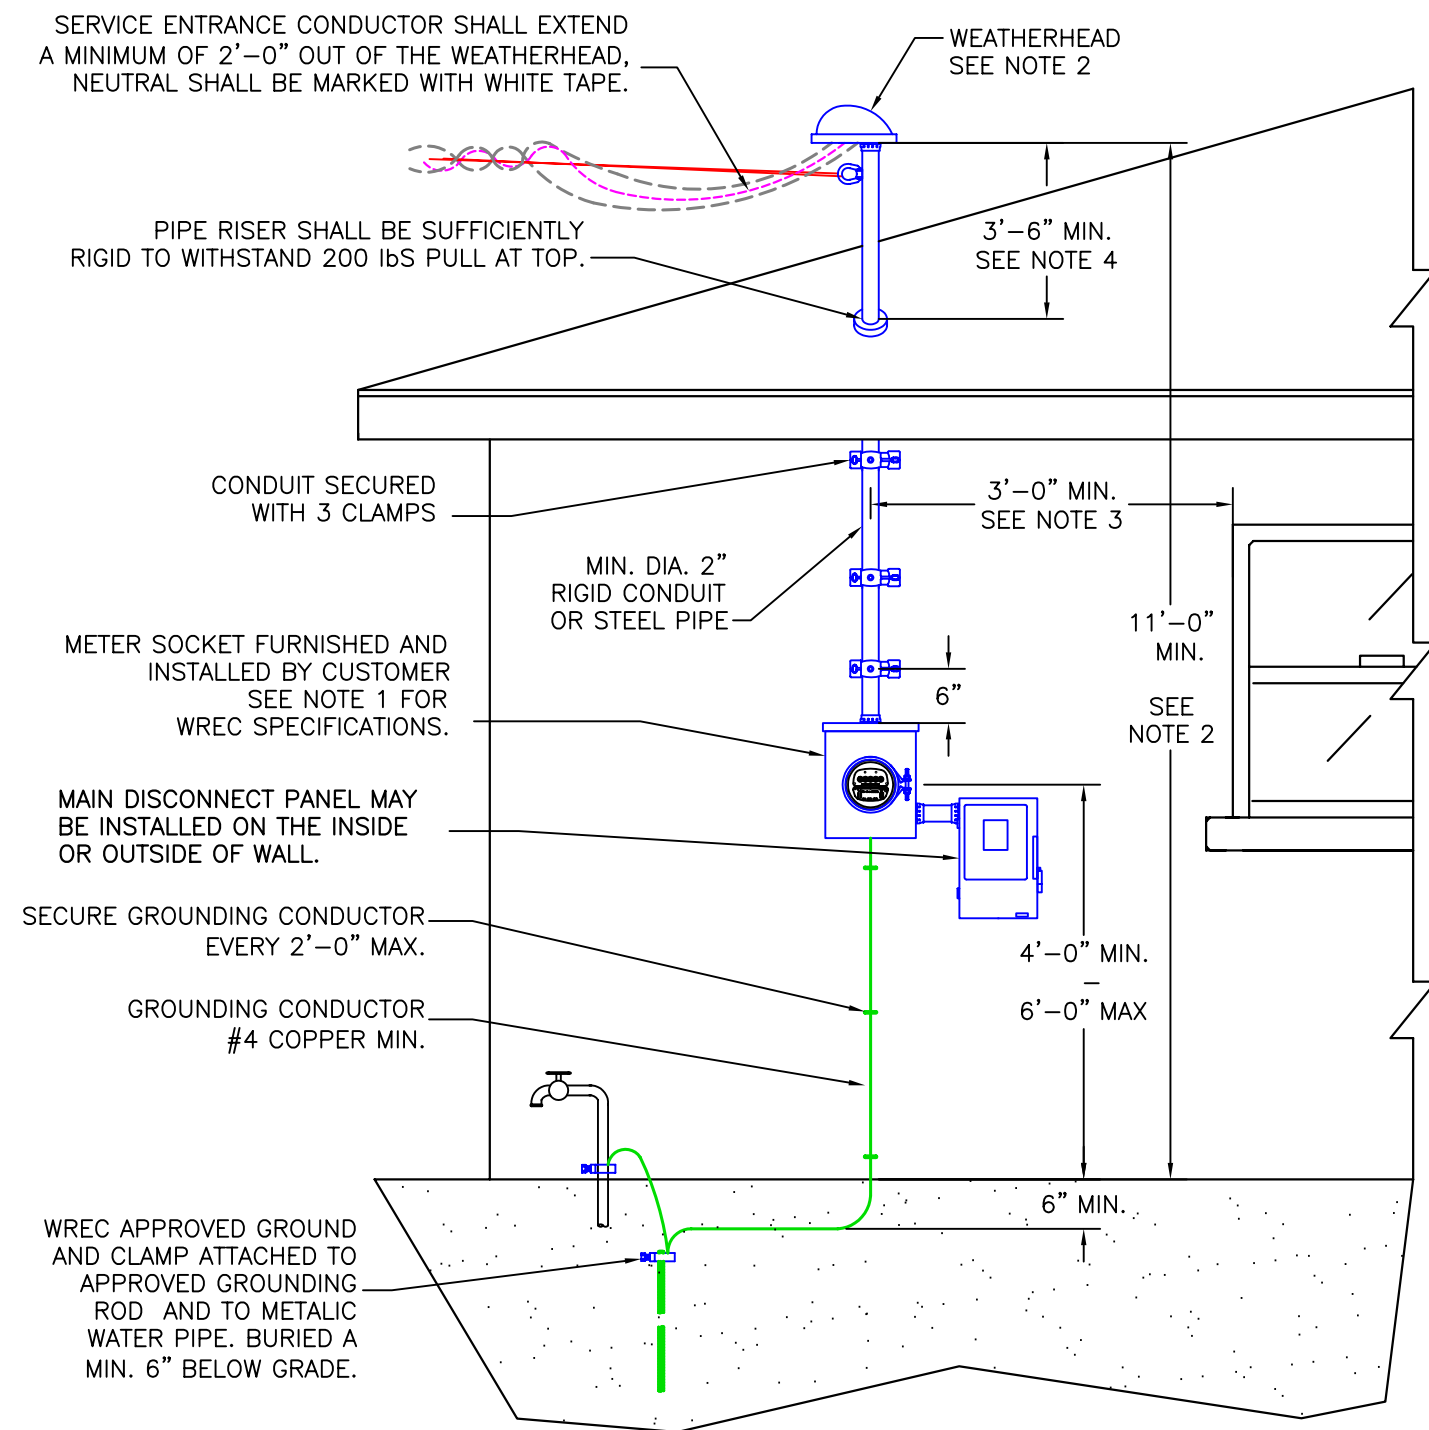 SERVICE ENTRANCE CONDUCTOR SHALL EXTEND
A MINIMUM OF 2'-0" OUT OF THE WEATHERHEAD,
NEUTRAL SHALL BE MARKED WITH WHITE TAPE.
WEATHERHEAD
SEE NOTE 2
PIPE RISER SHALL BE SUFFICIENTLY
RIGID TO WITHSTAND 200 lbS PULL AT TOP.
3'-6" MIN.
SEE NOTE 4
CONDUIT SECURED
WITH 3 CLAMPS
3'-0" MIN.
SEE NOTE 3
MIN. DIA. 2"
RIGID CONDUIT
OR STEEL PIPE
11'-0"
MIN.
SEE
NOTE 2
METER SOCKET FURNISHED AND
INSTALLED BY CUSTOMER
SEE NOTE 1 FOR
WREC SPECIFICATIONS.
6"
MAIN DISCONNECT PANEL MAY
BE INSTALLED ON THE INSIDE
OR OUTSIDE OF WALL.
SECURE GROUNDING CONDUCTOR
EVERY 2'-0" MAX.
4'-0" MIN.
-
6'-0" MAX
GROUNDING CONDUCTOR
#4 COPPER MIN.
6" MIN.
WREC APPROVED GROUND
AND CLAMP ATTACHED TO
APPROVED GROUNDING
ROD AND TO METALIC
WATER PIPE. BURIED A
MIN. 6" BELOW GRADE.